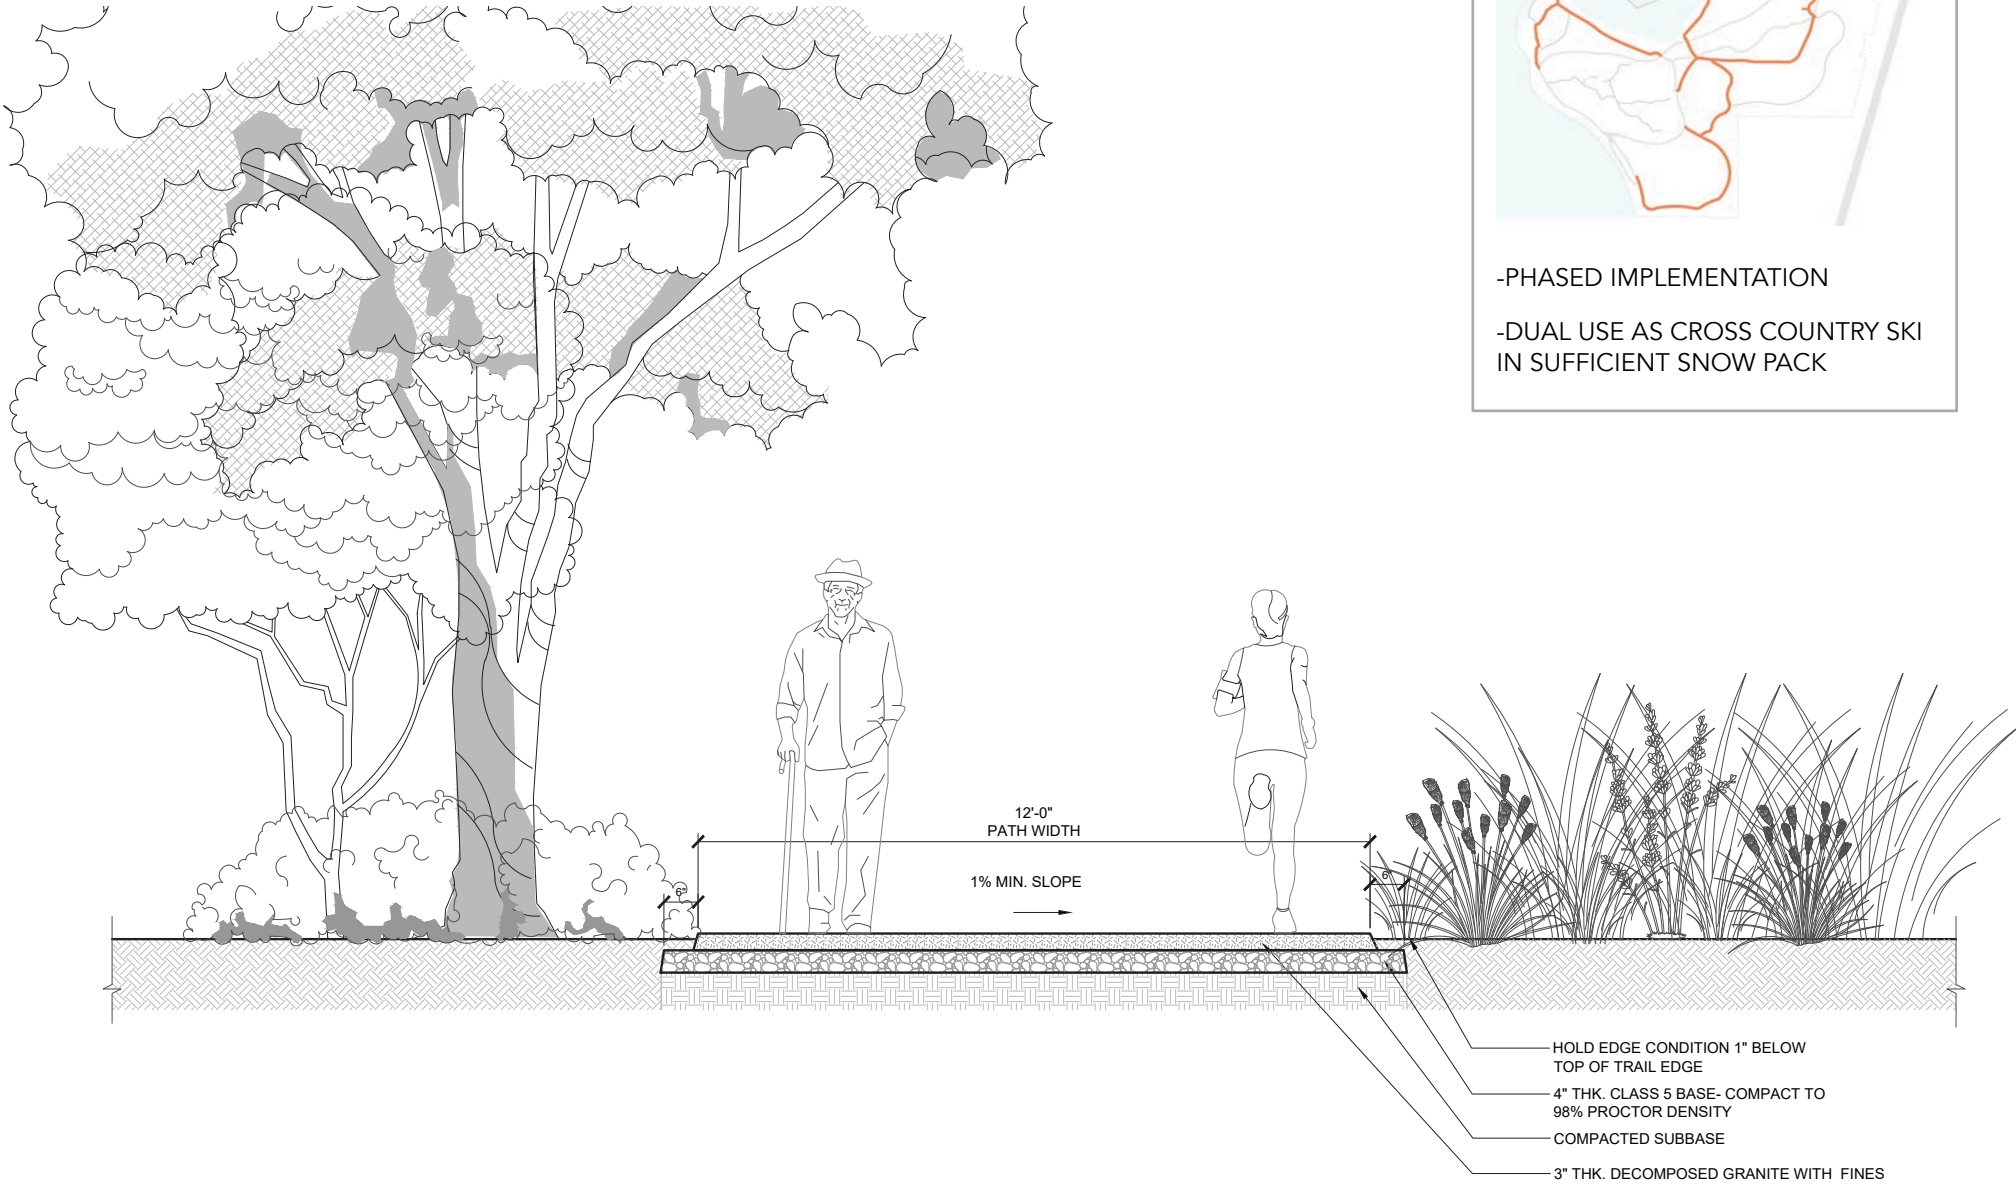 -PHASED IMPLEMENTATION
-DUAL USE AS CROSS COUNTRY SKI
IN SUFFICIENT SNOW PACK
12'-0"
PATH WIDTH
1% MIN. SLOPE
6"
6"
HOLD EDGE CONDITION 1" BELOW
TOP OF TRAIL EDGE
4" THK. CLASS 5 BASE- COMPACT TO
98% PROCTOR DENSITY
COMPACTED SUBBASE
3" THK. DECOMPOSED GRANITE WITH FINES